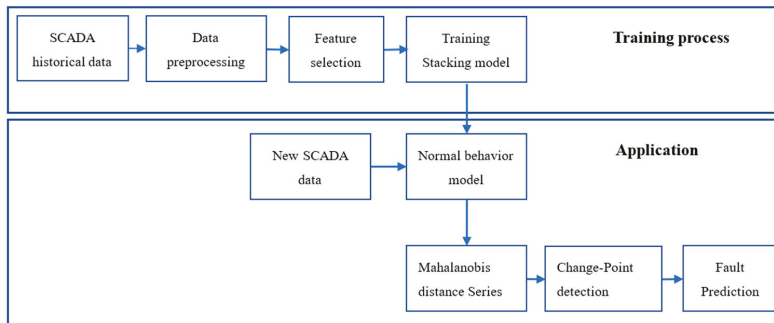 SCADA
historical data
Data
preprocessing
Feature
selection
Training
Stacking model
Training process
New SCADA
data
Normal behavior
model
Application
Mahalanobis
distance Series
Change-Point
detection
Fault
Prediction